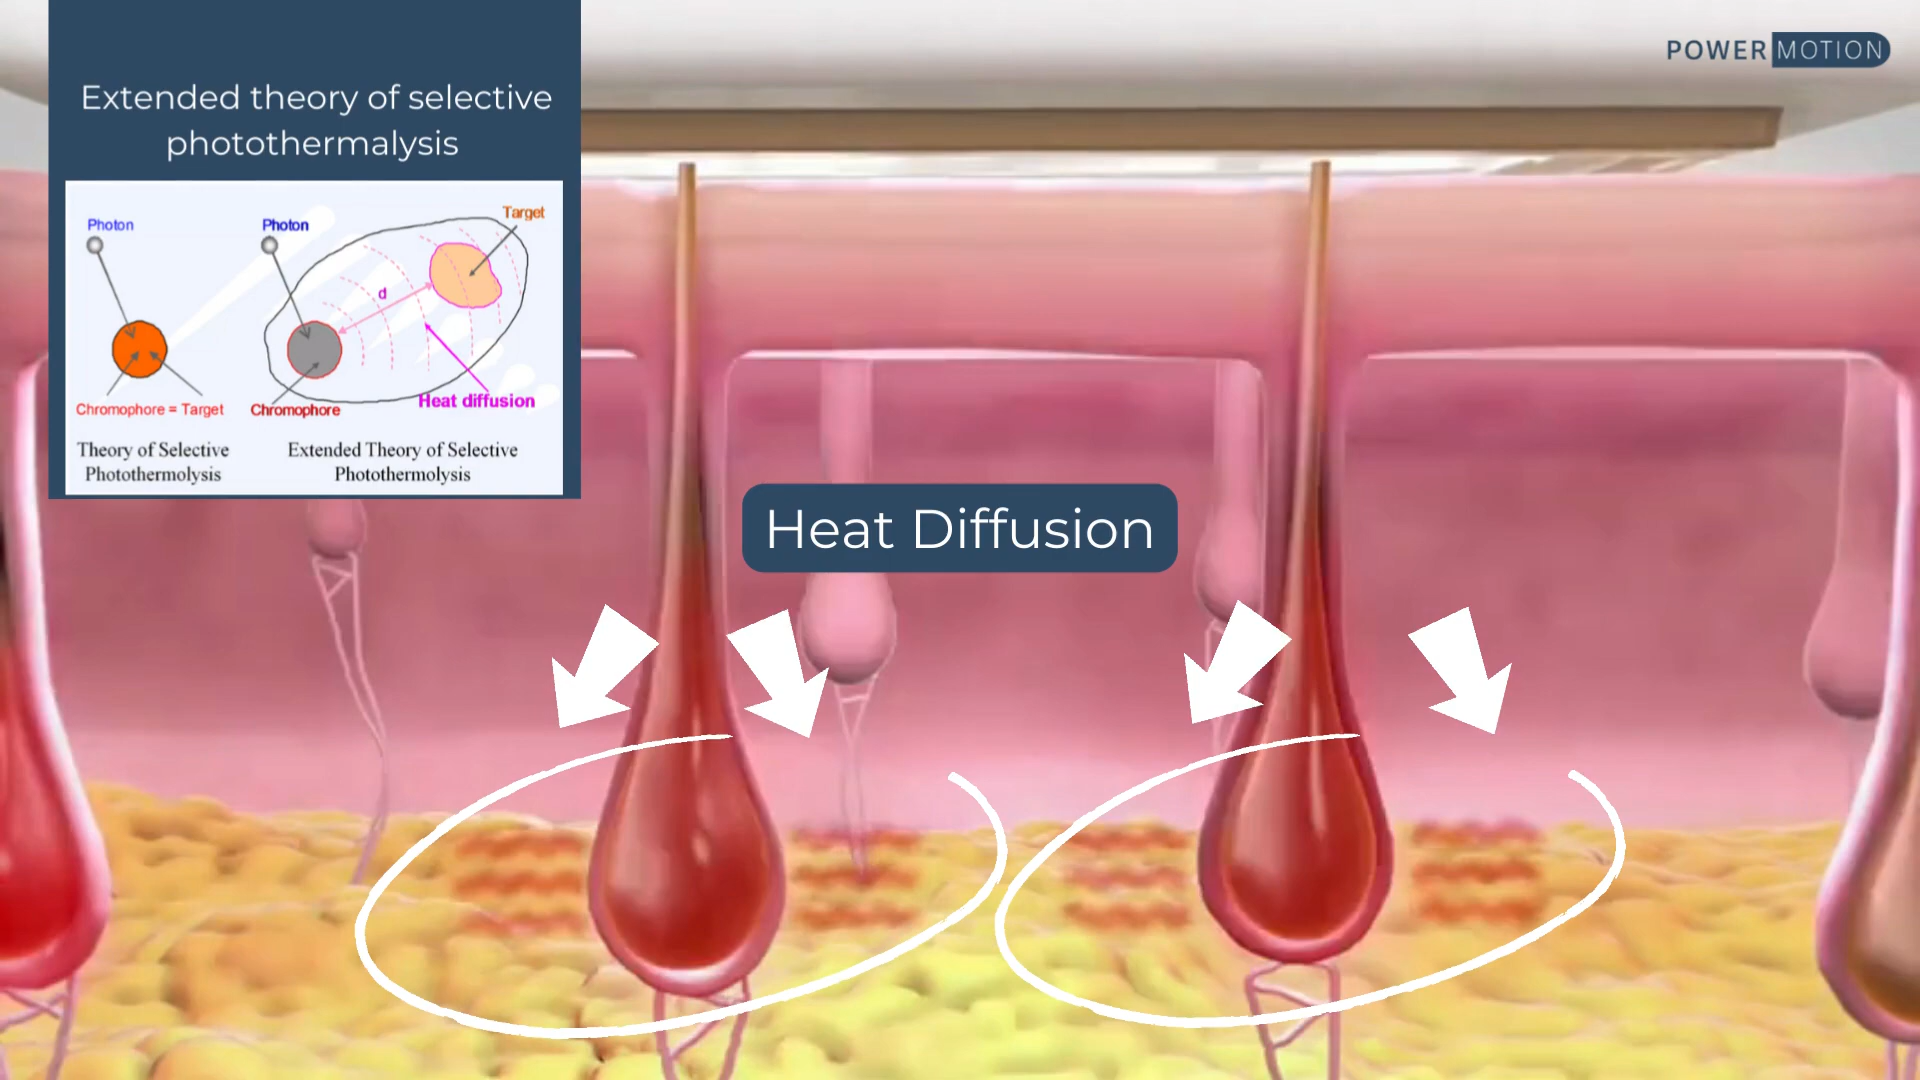 Extended theory of selective
photothermalysis
Photon
Photon
Target
d
Heat diffusion
Chromophore = Target
Chromophore
Theory of Selective
Photothermolysis
Extended Theory of Selective
Photothermolysis
POWER MOTION
Heat Diffusion